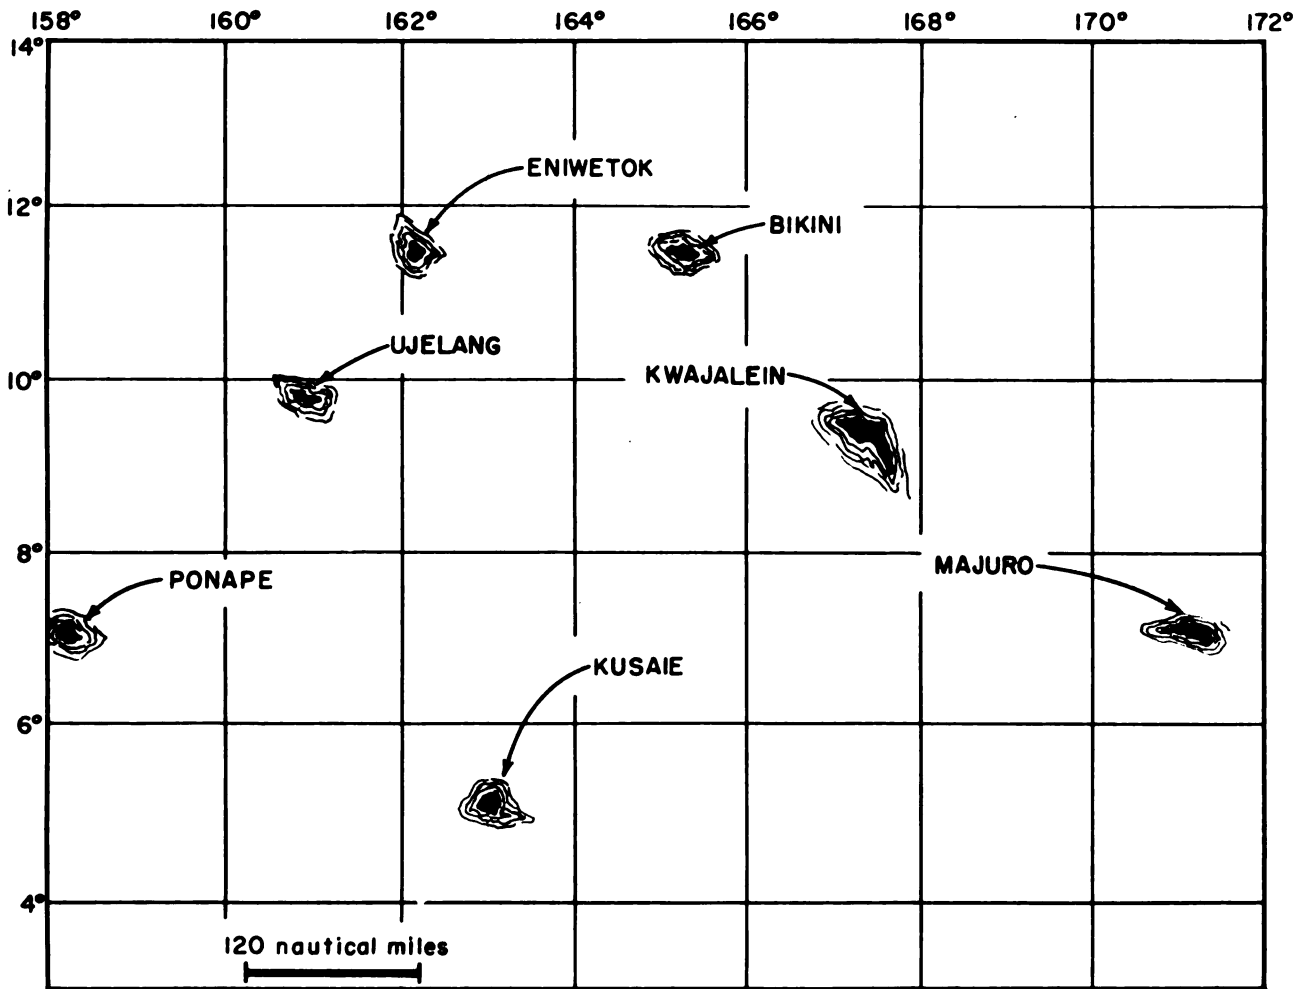 158° 160° 162° 164° 166° 168° 170° 172°
14°
ENIWETOK
12°
BIKINI
UJELANG
10°
KWAJALEIN
8°
MAJURO
PONAPE
KUSAIE
6°
4°
120 nautical miles